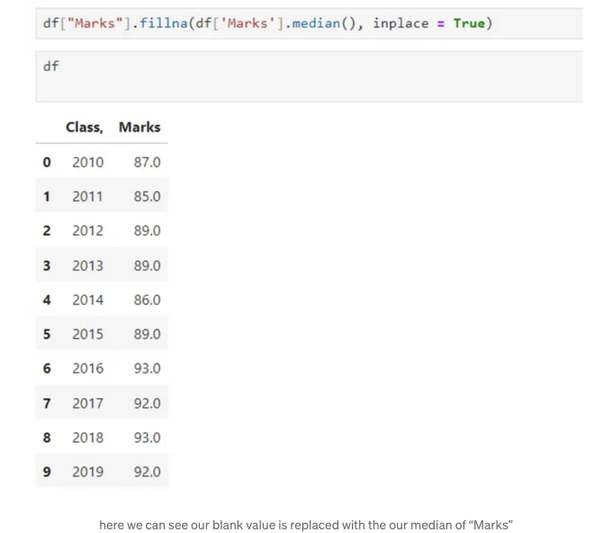 df["Marks"].fillna(df['Marks'].median(), inplace = True)
df
Class, Marks
0 2010 87.0
1 2011 85.0
2 2012 89.0
3 2013 89.0
4 2014 86.0
5 2015 89.0
6 2016 93.0
7 2017 92.0
8 2018 93.0
9 2019 92.0
here we can see our blank value is replaced with the our median of “Marks”